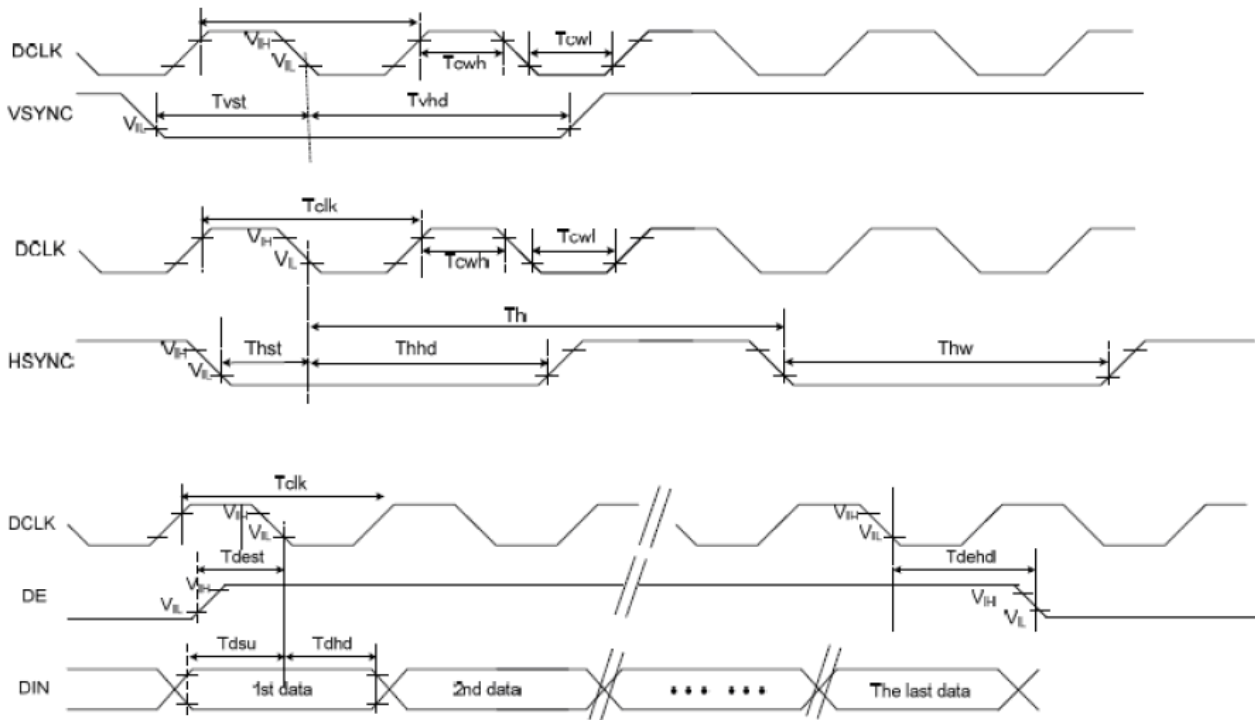 DCLK
VIH
VIL
Tcwh
Tcwl
VSYNC
VIL
Tvst
Tvhd
Tclk
DCLK
VIH
VIL
Tcwh
Tcwl
Th
HSYNC
VIH
VIL
Thst
Thhd
Thw
Tclk
DCLK
VIH
VIL
VIH
VIL
Tdest
Tdehdl
DE
VIH
VIL
VIH
VIL
Tdsu
Tdhd
DIN
1st data
2nd data
The last data